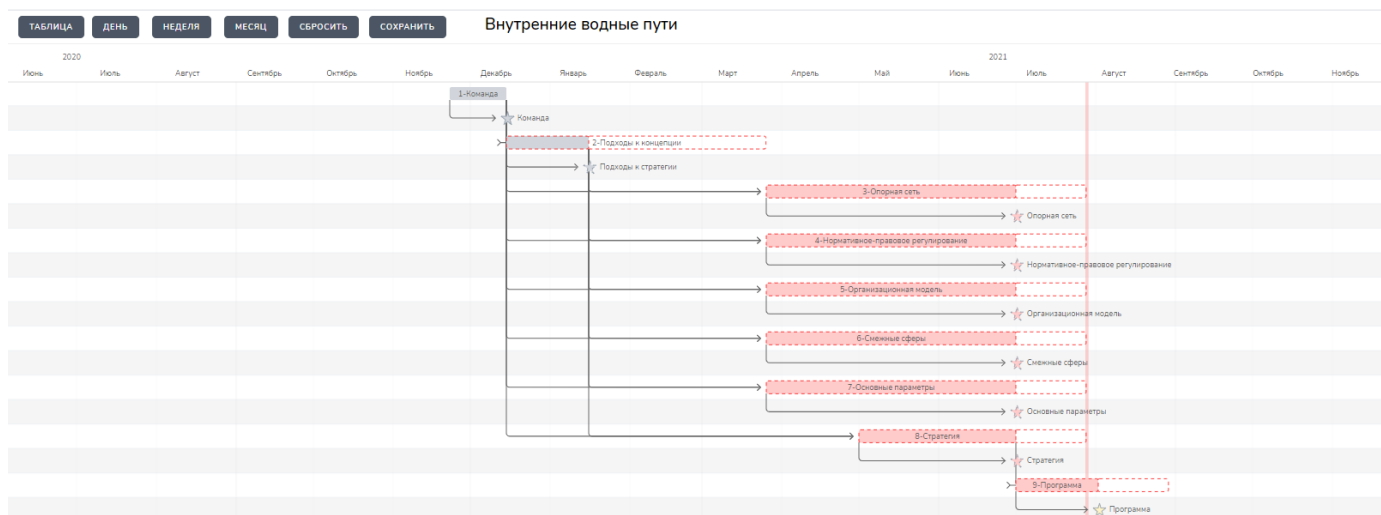 ТАБЛИЦА ДЕНЬ НЕДЕЛЯ МЕСЯЦ СБРОСИТЬ СОХРАНИТЬ Внутренние водные пути
2020 2021
Июнь Июль Август Сентябрь Октябрь Ноябрь Декабрь Январь Февраль Март Апрель Май Июнь Июль Август Сентябрь Октябрь Ноябрь
1-Команда
Команда
2-Подходы к концепции
Подходы к стратегии
3-Опорная сеть
Опорная сеть
4-Нормативное-правовое регулирование
Нормативное-правовое регулирование
5-Организационная модель
Организационная модель
6-Смежные сферы
Смежные сферы
7-Основные параметры
Основные параметры
8-Стратегия
Стратегия
9-Программа
Программа